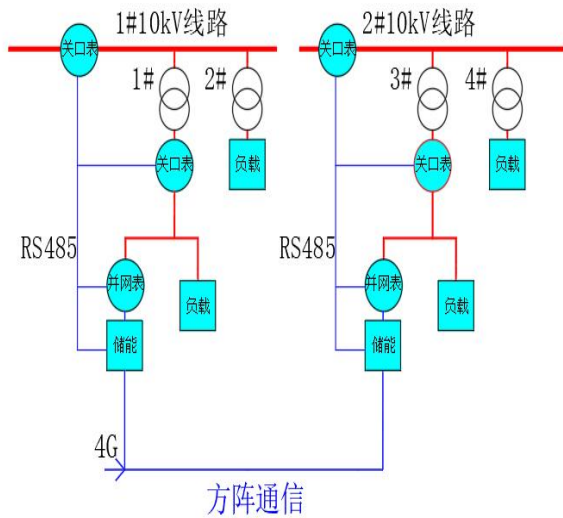 1#10kV线路
2#10kV线路
关口表
关口表
1#
2#
3#
4#
关口表
负载
关口表
负载
RS485
RS485
并网表
负载
并网表
负载
储能
储能
4G
方阵通信